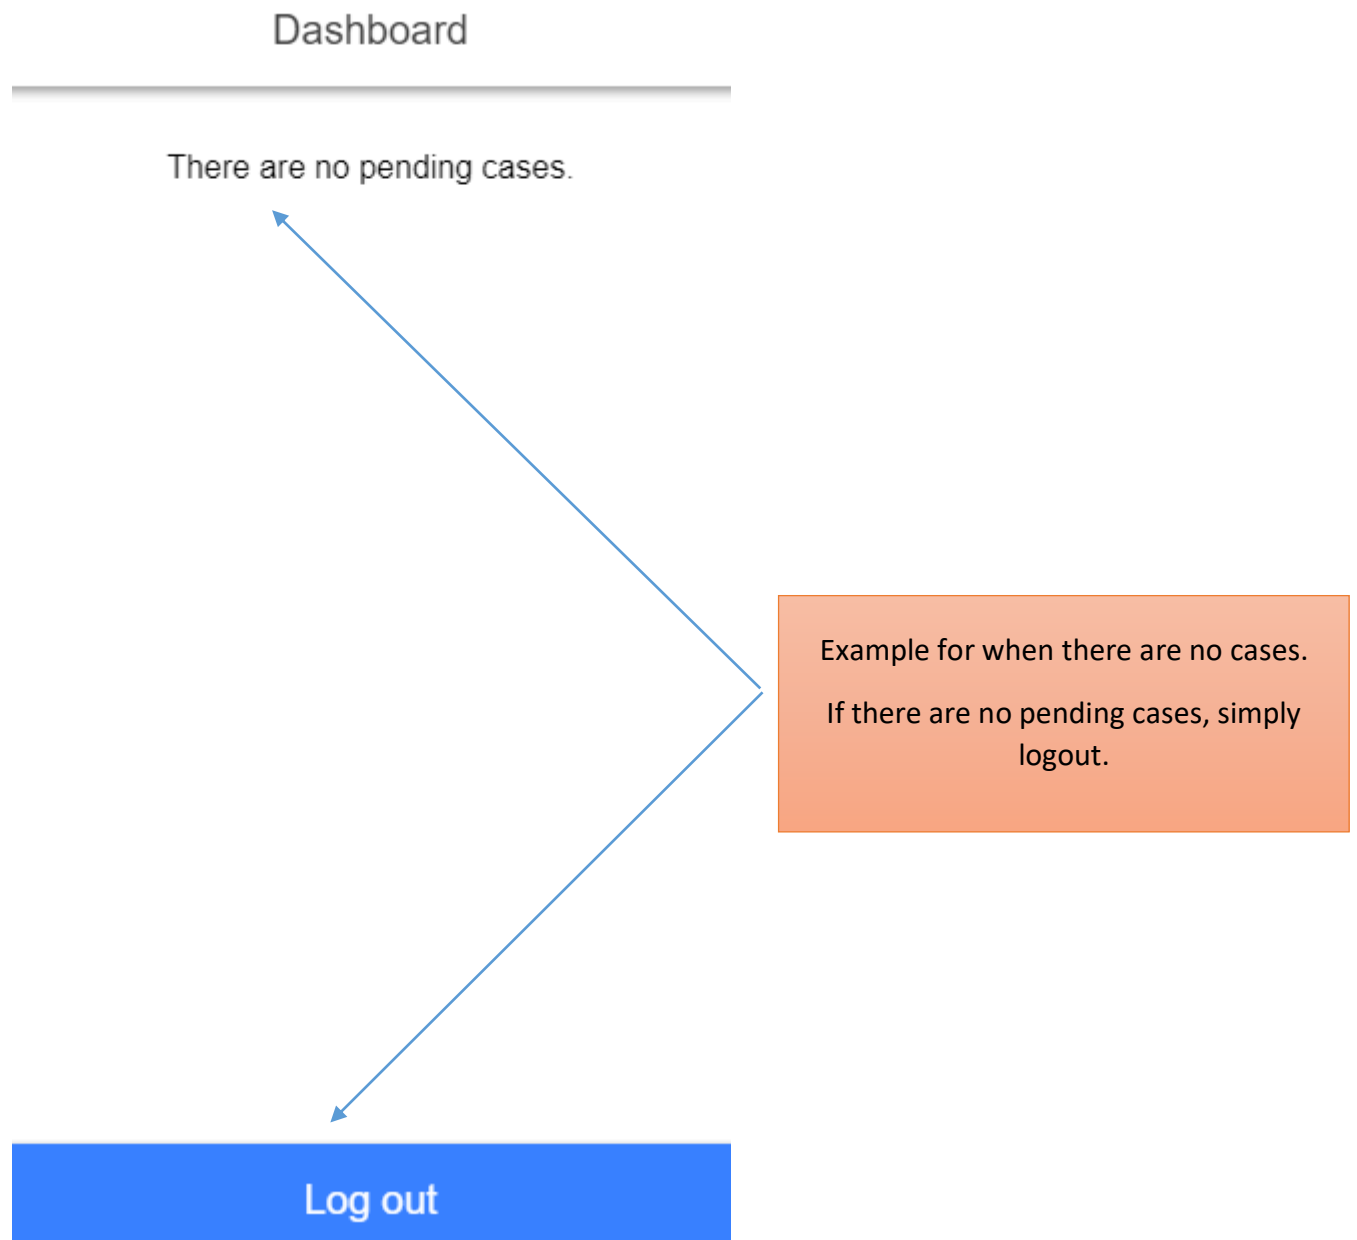 Dashboard
There are no pending cases.
Example for when there are no cases.
If there are no pending cases, simply
logout.
Log out